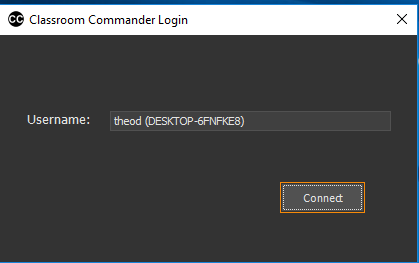 CC Classroom Commander Login
Username: theod (DESKTOP-6FNFKE8)
Connect